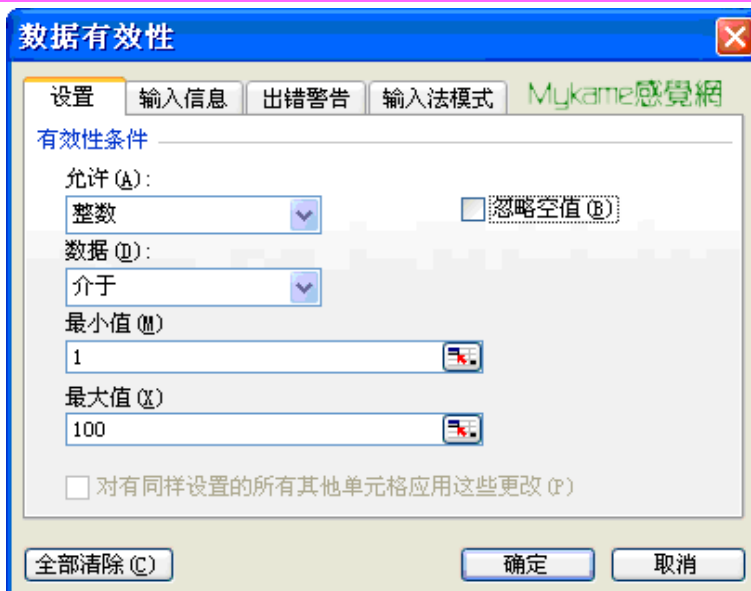 数据有效性
设置 输入信息 出错警告 输入法模式 Mykame感覺網
有效性条件
允许(A):
整数
忽略空值(B)
数据(D):
介于
最小值(M)
1
最大值(X)
100
对有同样设置的所有其他单元格应用这些更改(P)
全部清除(C) 确定 取消